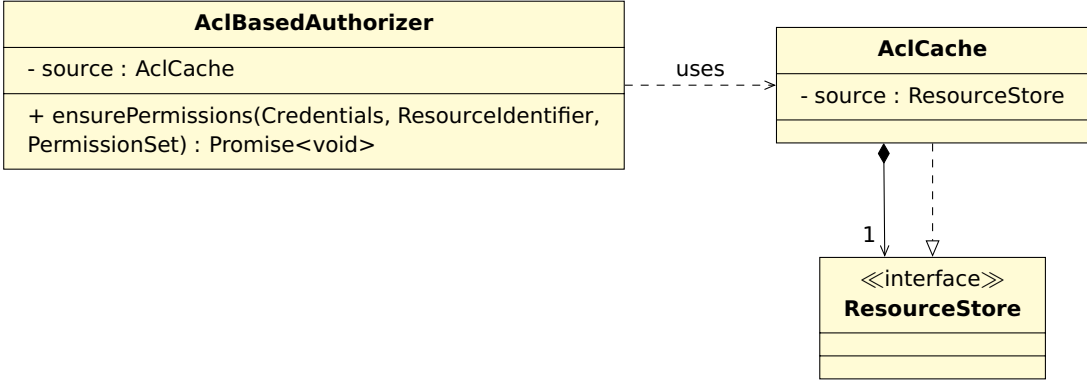 AclBasedAuthorizer
- source : AclCache
+ ensurePermissions(Credentials, ResourceIdentifier,
PermissionSet) : Promise<void>
uses
AclCache
- source : ResourceStore
1
≪interface≫
ResourceStore